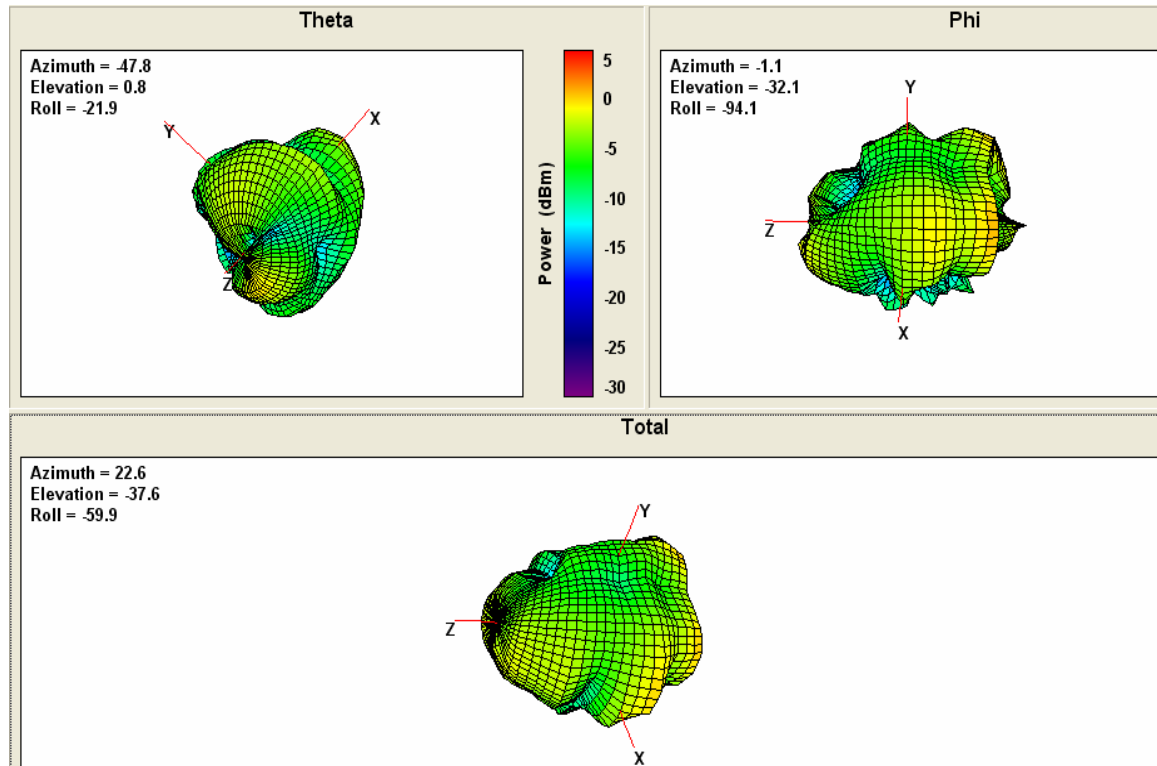 Theta
Azimuth = -47.8
Elevation = 0.8
Roll = -21.9
Y
X
Z
5
0
-5
-10
-15
-20
-25
-30
Power (dBm)
Phi
Azimuth = -1.1
Elevation = -32.1
Roll = -94.1
Y
Z
X
Total
Azimuth = 22.6
Elevation = -37.6
Roll = -59.9
Y
Z
X